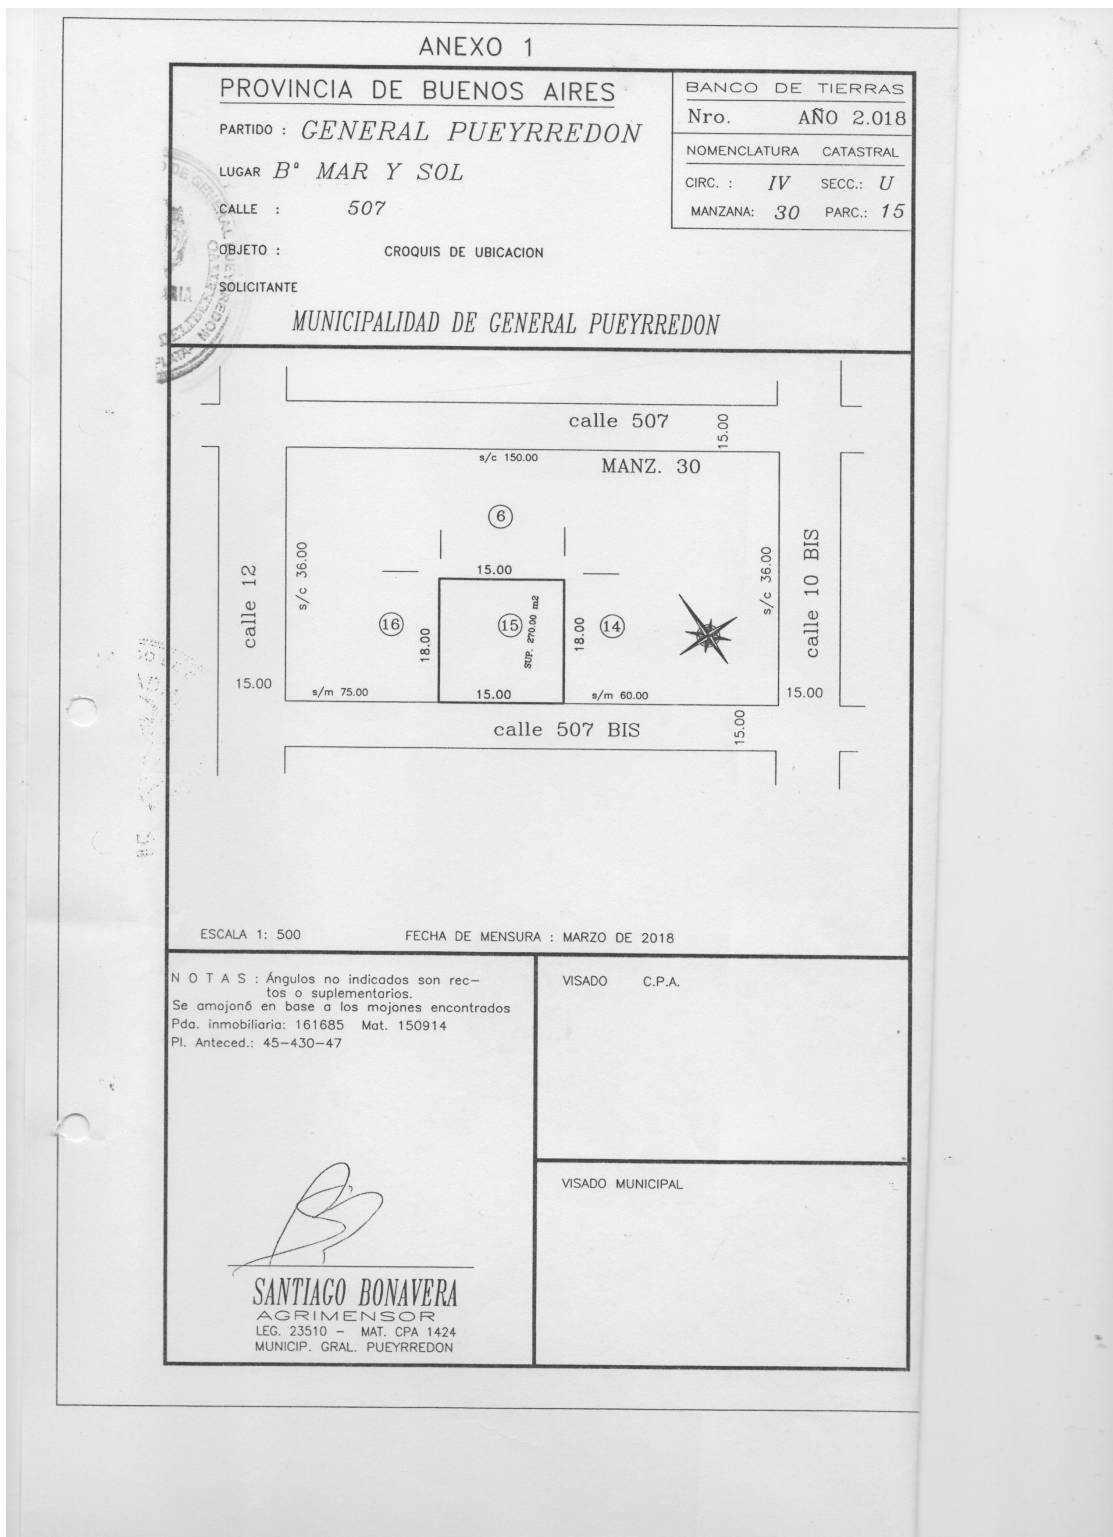 ANEXO 1
PROVINCIA DE BUENOS AIRES
PARTIDO : GENERAL PUEYRREDON
LUGAR Bº MAR Y SOL
CALLE : 507
OBJETO : CROQUIS DE UBICACION
SOLICITANTE
MUNICIPALIDAD DE GENERAL PUEYRREDON
BANCO DE TIERRAS
Nro. AÑO 2.018
NOMENCLATURA CATASTRAL
CIRC. : IV SECC.: U
MANZANA: 30 PARC.: 15
calle 507
15.00
s/c 150.00
MANZ. 30
6
s/c 36.00
s/c 36.00
calle 12
calle 10 BIS
15.00
16
18.00
15
SUP. 270.00 m2
18.00
14
15.00
s/m 75.00
15.00
s/m 60.00
15.00
calle 507 BIS
15.00
ESCALA 1: 500
FECHA DE MENSURA : MARZO DE 2018
N O T A S : Ángulos no indicados son rec-
tos o suplementarios.
Se amojonó en base a los mojones encontrados
Pda. inmobiliaria: 161685 Mat. 150914
Pl. Anteced.: 45-430-47
VISADO C.P.A.
VISADO MUNICIPAL
SANTIAGO BONAVERA
AGRIMENSOR
LEG. 23510 - MAT. CPA 1424
MUNICIP. GRAL. PUEYRREDON